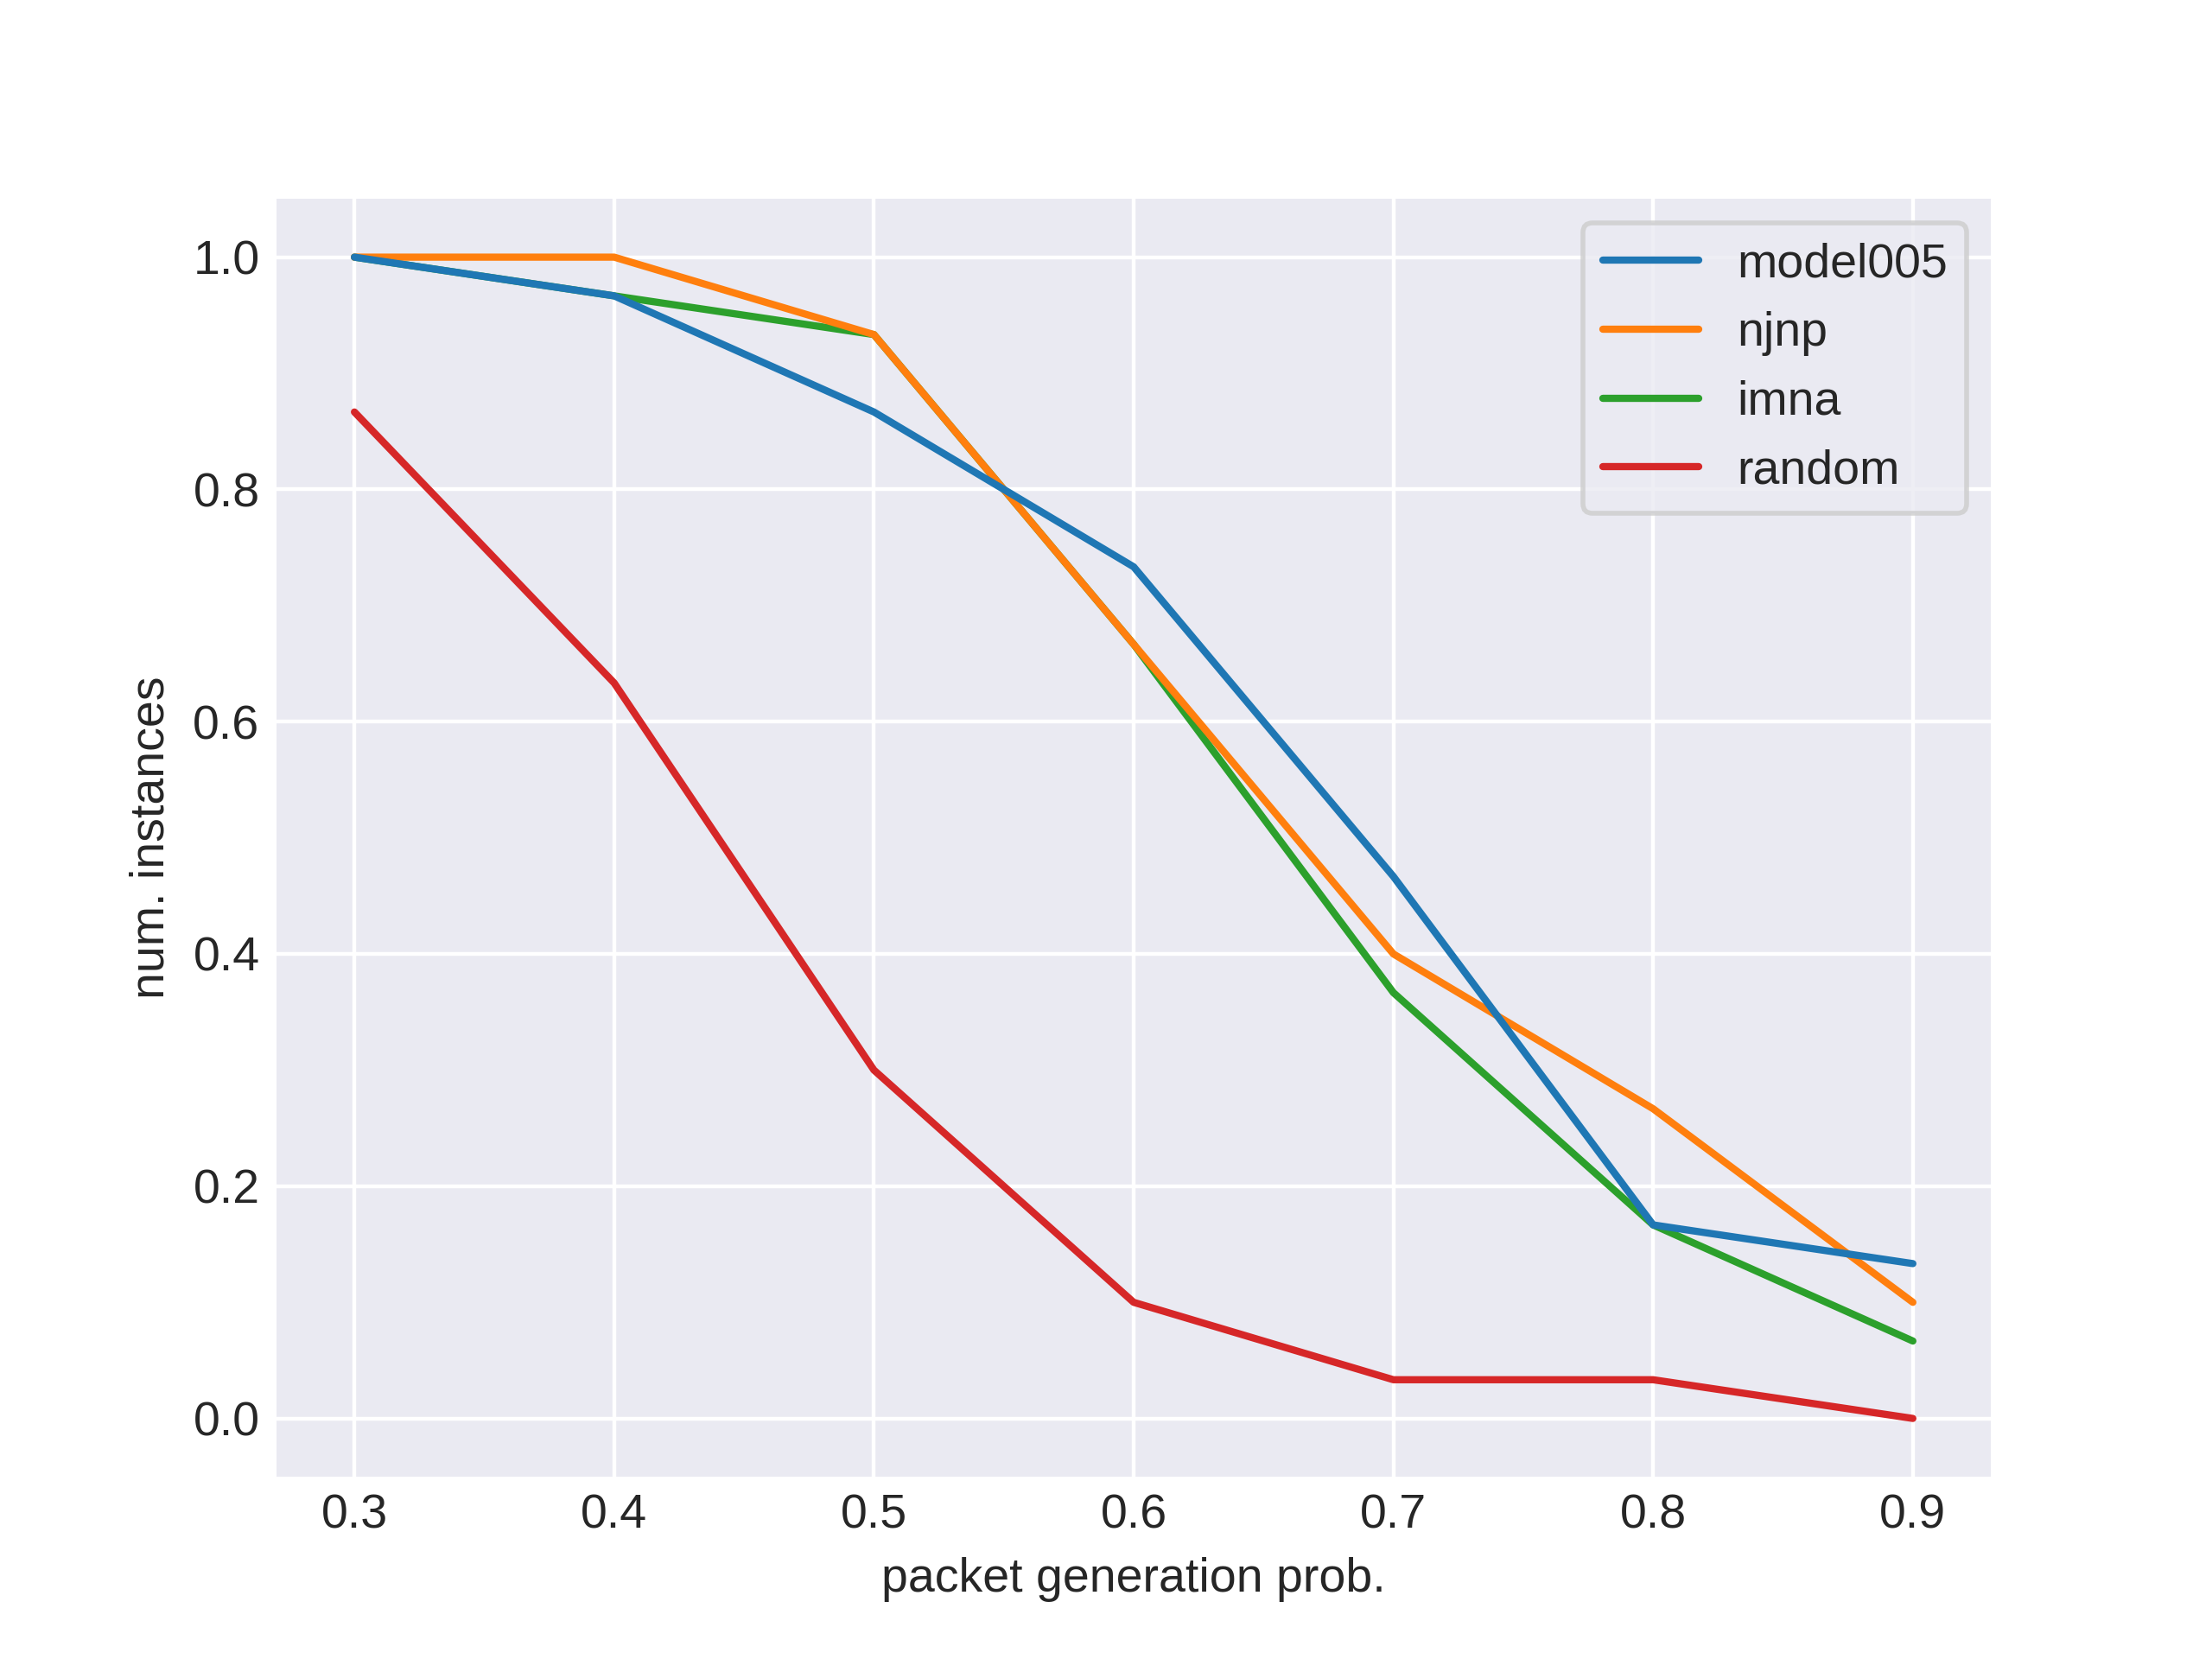 model005
njnp
imna
random
1.0
0.8
0.6
0.4
0.2
0.0
num. instances
0.3 0.4 0.5 0.6 0.7 0.8 0.9
packet generation prob.